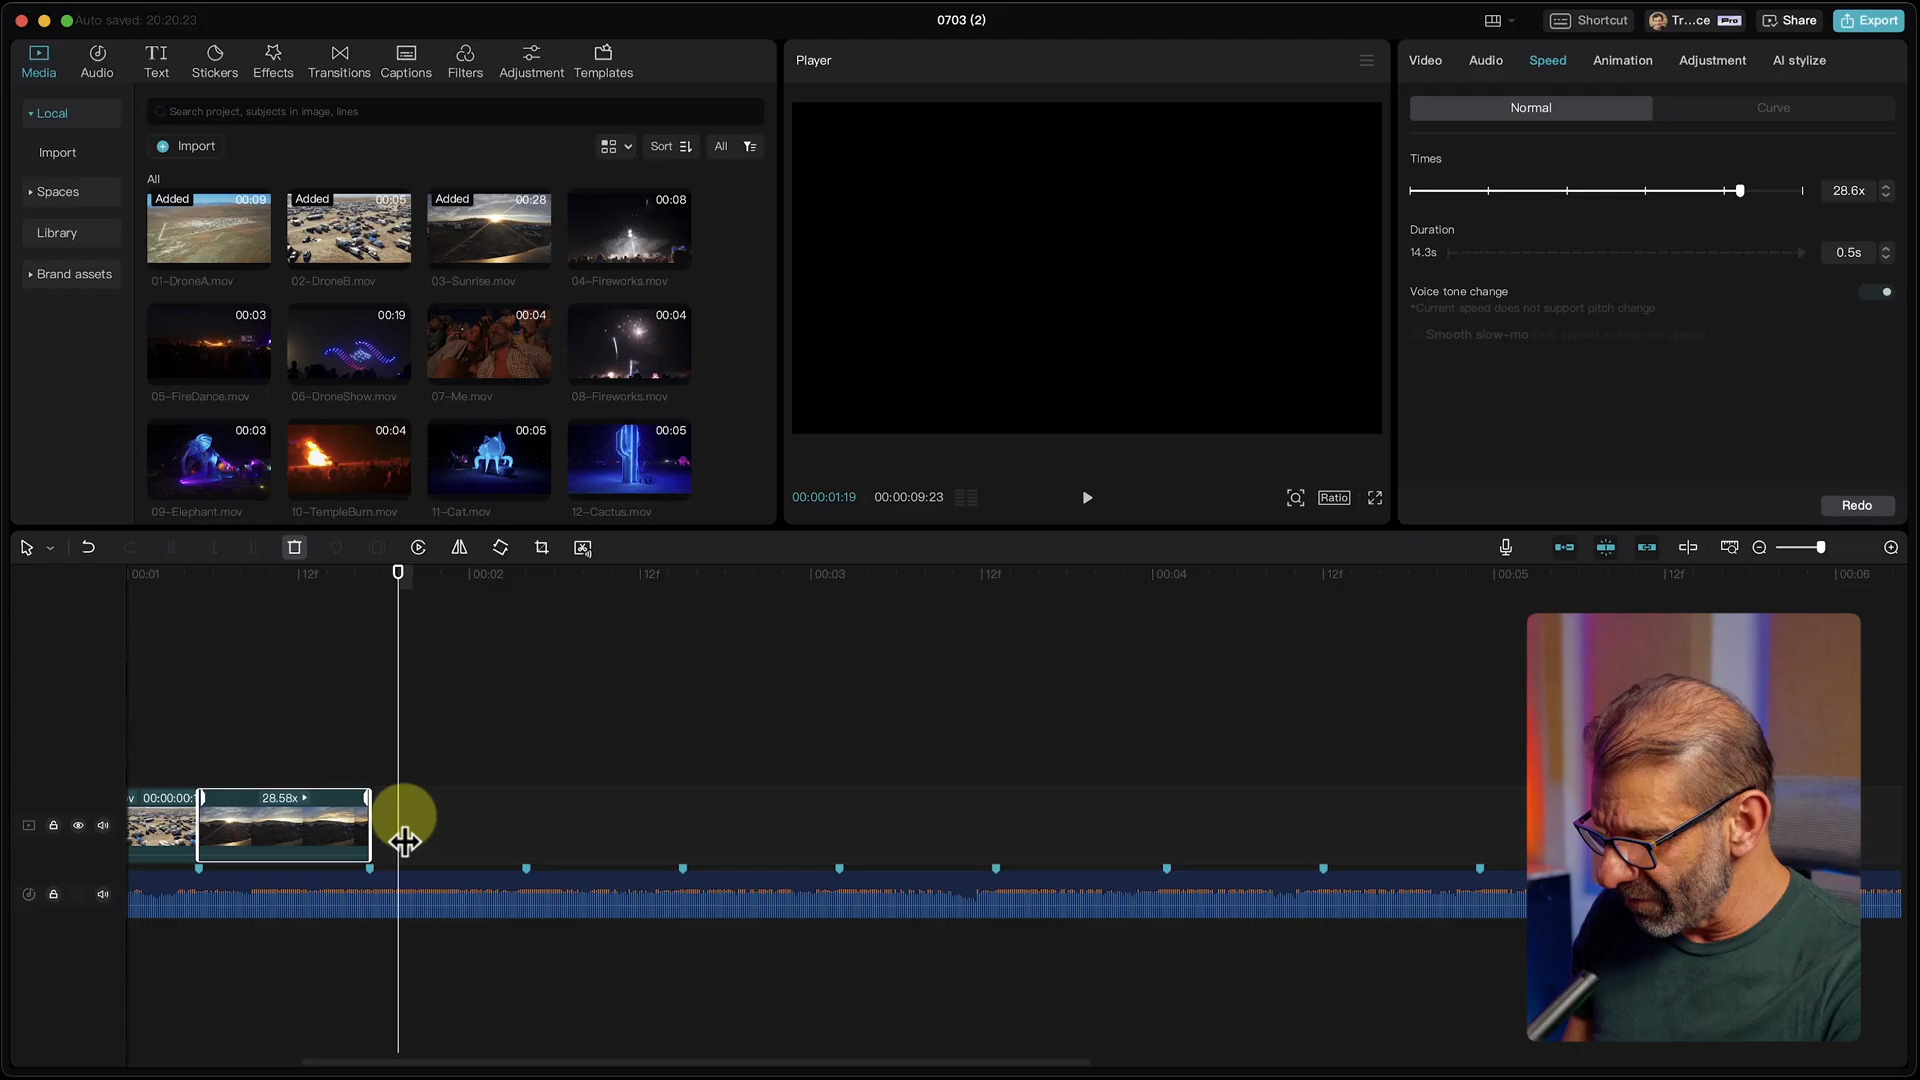 Auto saved: 20:20:23
0703 (2)
Shortcut
Tr...ce
Pro
Share
Export
Media
Audio
Text
Stickers
Effects
Transitions
Captions
Filters
Adjustment
Templates
Local
Import
Spaces
Library
Brand assets
Search project, subjects in image, lines
Import
Sort
All
All
Added 00:09
Added 00:05
Added 00:28
00:08
01-DroneA.mov
02-DroneB.mov
03-Sunrise.mov
04-Fireworks.mov
00:03
00:19
00:04
00:04
05-FireDance.mov
06-DroneShow.mov
07-Me.mov
08-Fireworks.mov
00:03
00:04
00:05
00:05
09-Elephant.mov
10-TempleBurn.mov
11-Cat.mov
12-Cactus.mov
Player
00:00:01:19
00:00:09:23
Ratio
Video
Audio
Speed
Animation
Adjustment
AI stylize
Normal
Curve
Times
28.6x
Duration
14.3s
0.5s
Voice tone change
*Current speed does not support pitch change
Smooth slow-mo
Redo
00:01
12f
00:02
12f
00:03
12f
00:04
12f
00:05
12f
00:06
v 00:00:00:
28.58x